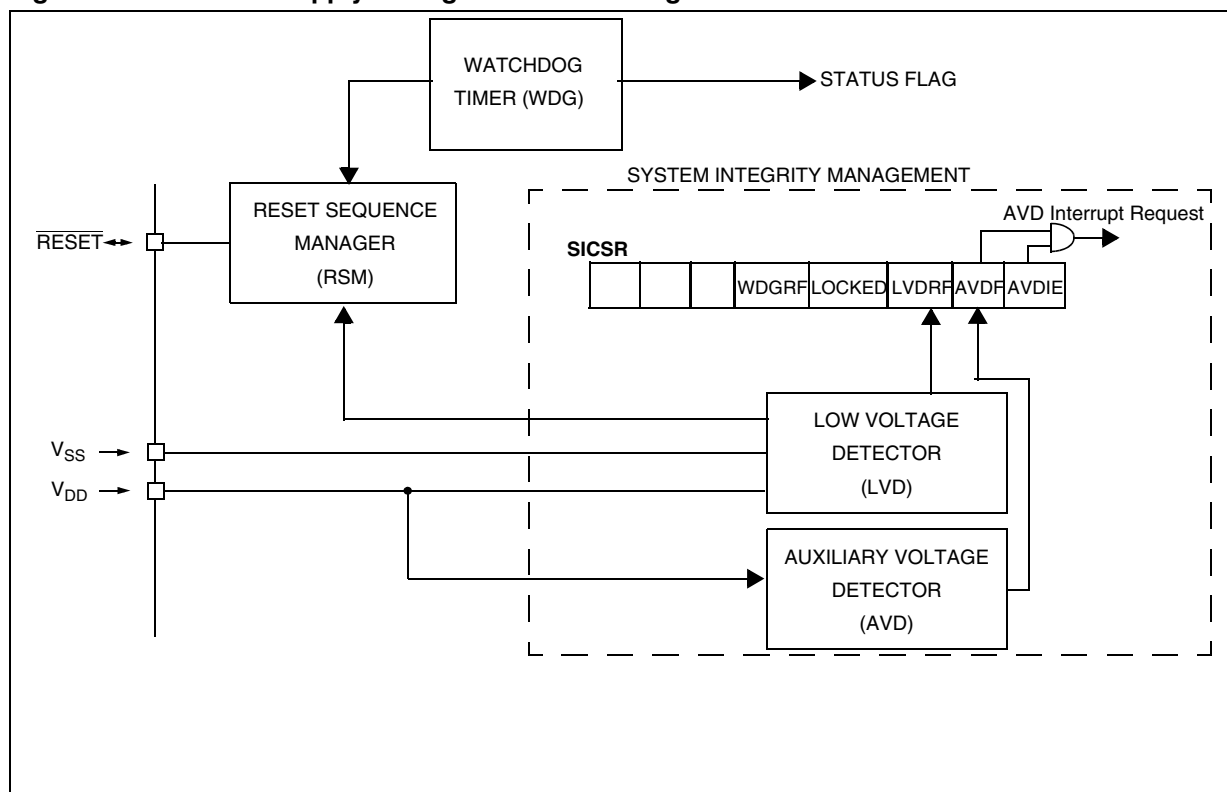 WATCHDOG
TIMER (WDG)
STATUS FLAG
SYSTEM INTEGRITY MANAGEMENT
RESET SEQUENCE
MANAGER
(RSM)
RESET
AVD Interrupt Request
SICSR
WDGRF LOCKED LVDRF AVDF AVDIE
LOW VOLTAGE
DETECTOR
(LVD)
VSS
VDD
AUXILIARY VOLTAGE
DETECTOR
(AVD)